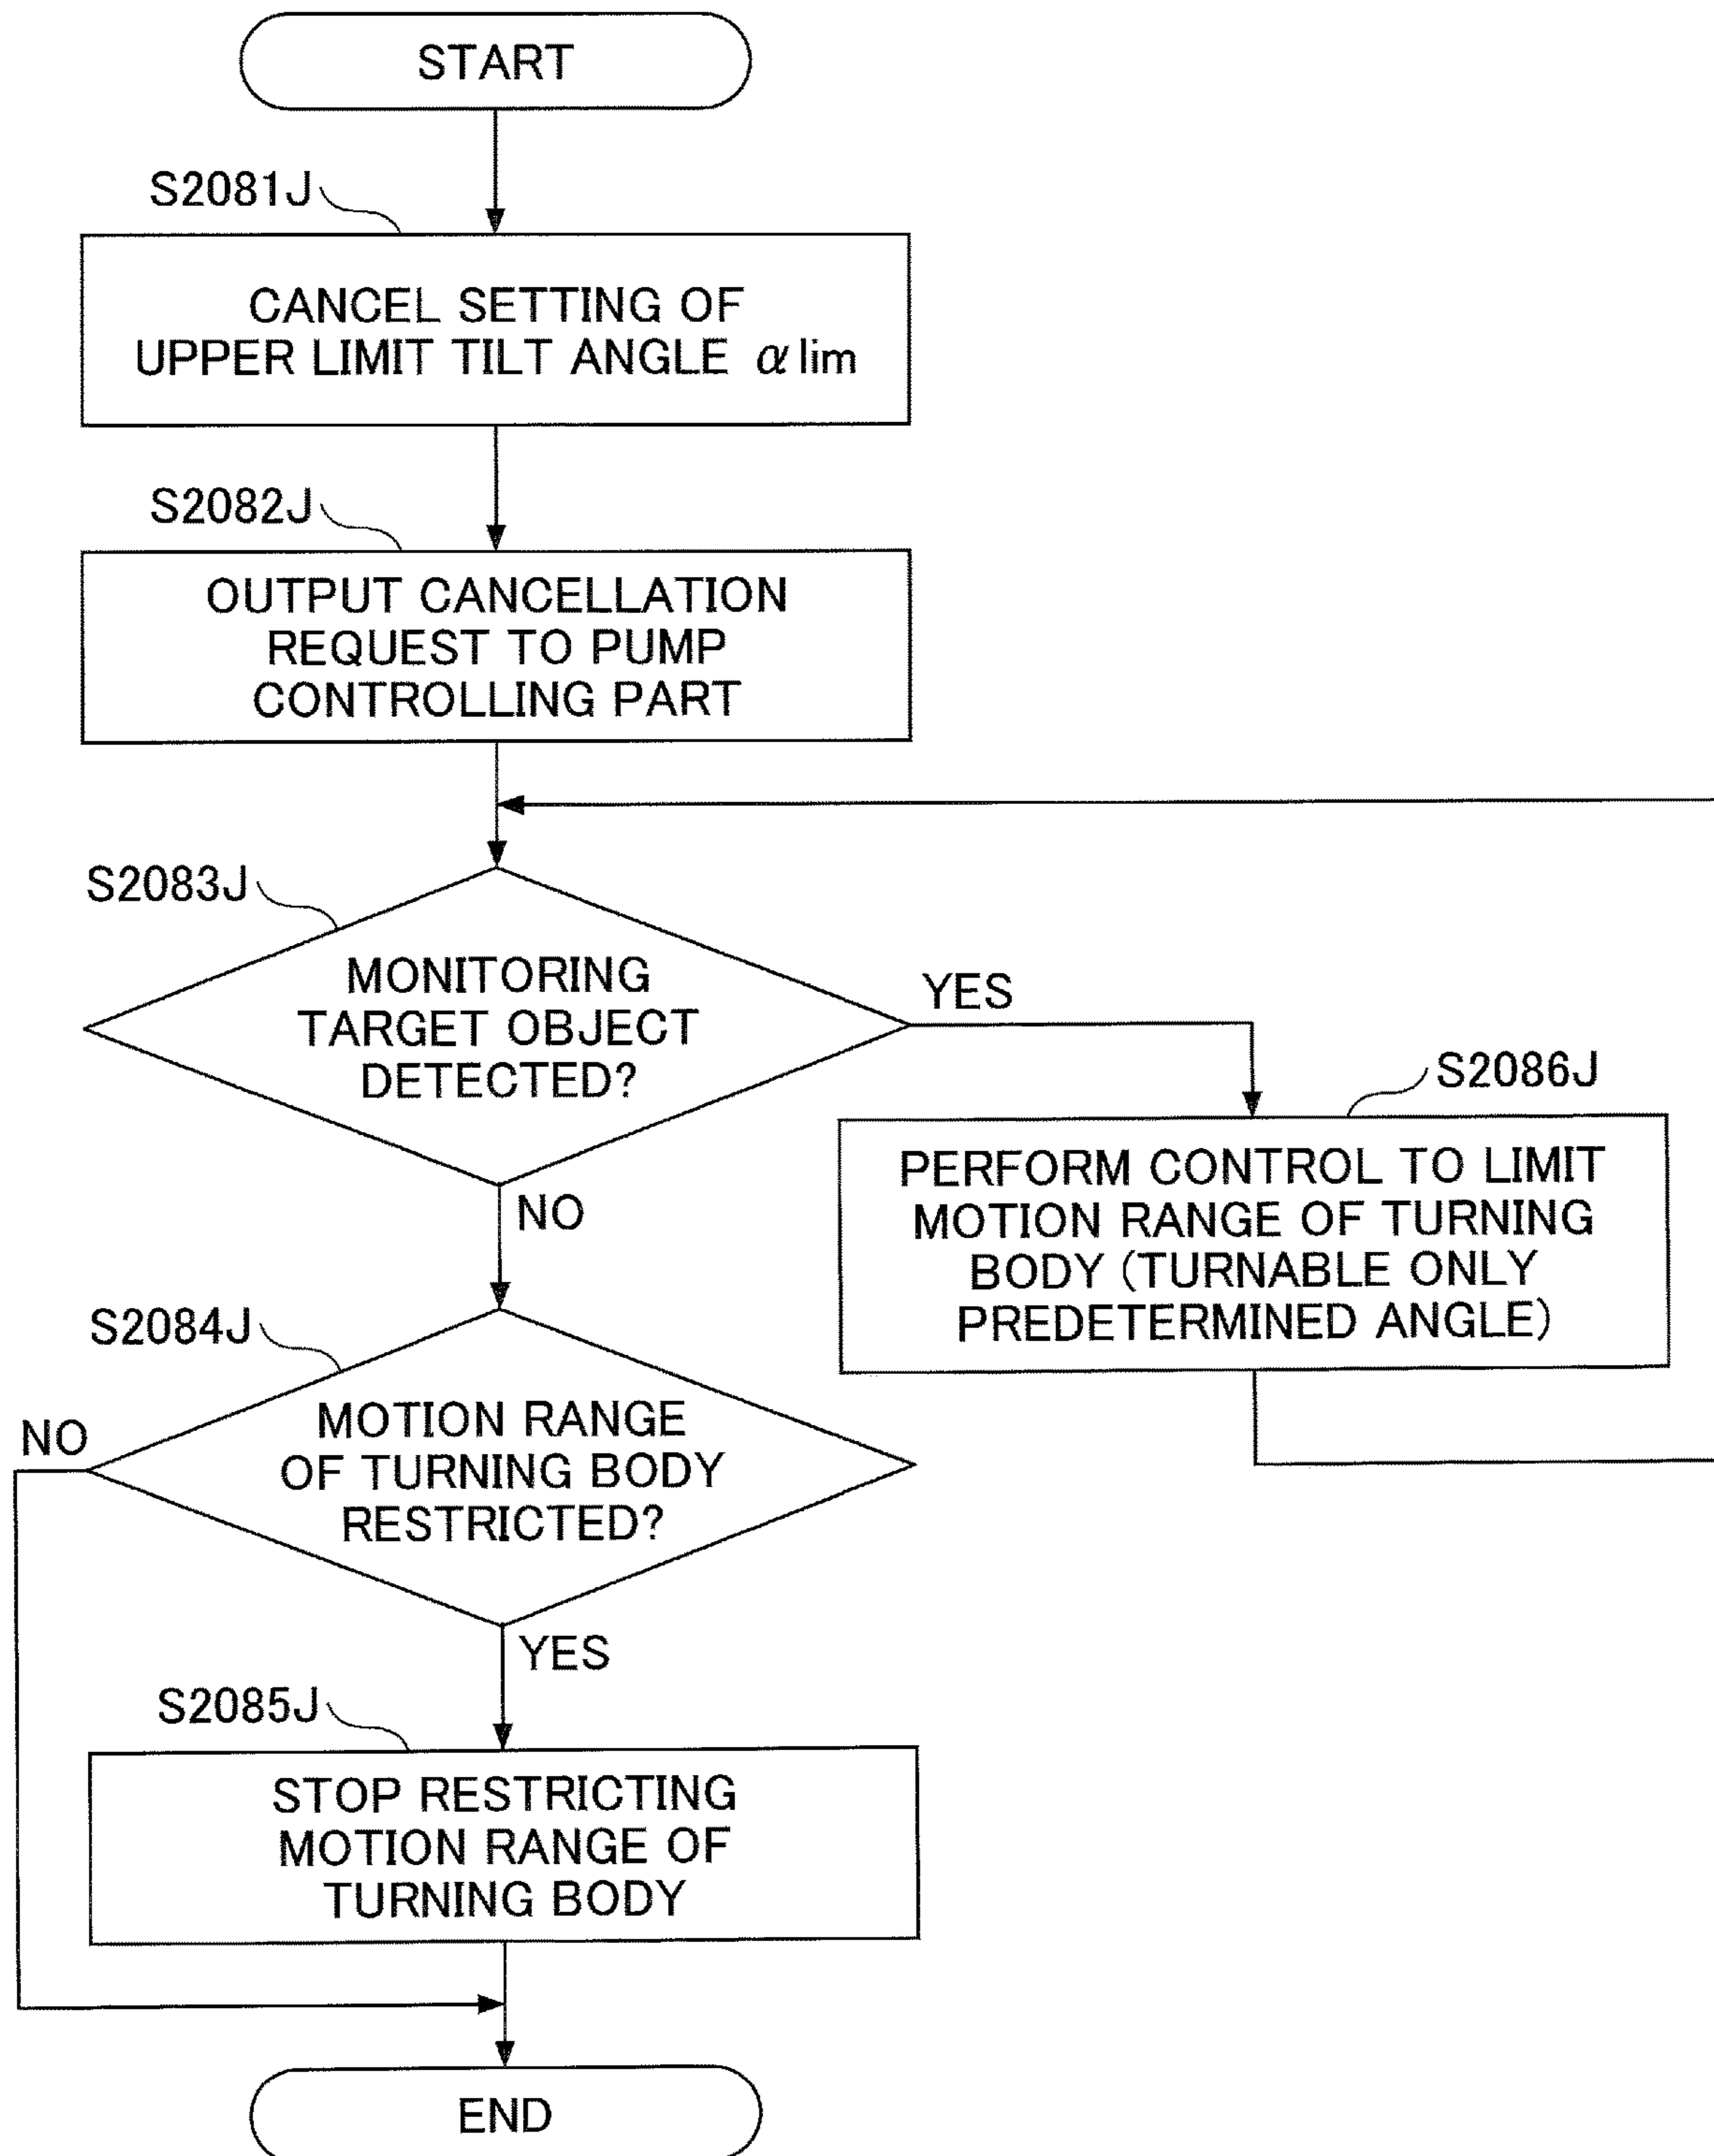 START
S2081J
CANCEL SETTING OF
UPPER LIMIT TILT ANGLE αlim
S2082J
OUTPUT CANCELLATION
REQUEST TO PUMP
CONTROLLING PART
S2083J
MONITORING
TARGET OBJECT
DETECTED?
YES
NO
S2086J
PERFORM CONTROL TO LIMIT
MOTION RANGE OF TURNING
BODY (TURNABLE ONLY
PREDETERMINED ANGLE)
S2084J
NO
MOTION RANGE
OF TURNING BODY
RESTRICTED?
YES
S2085J
STOP RESTRICTING
MOTION RANGE OF
TURNING BODY
END